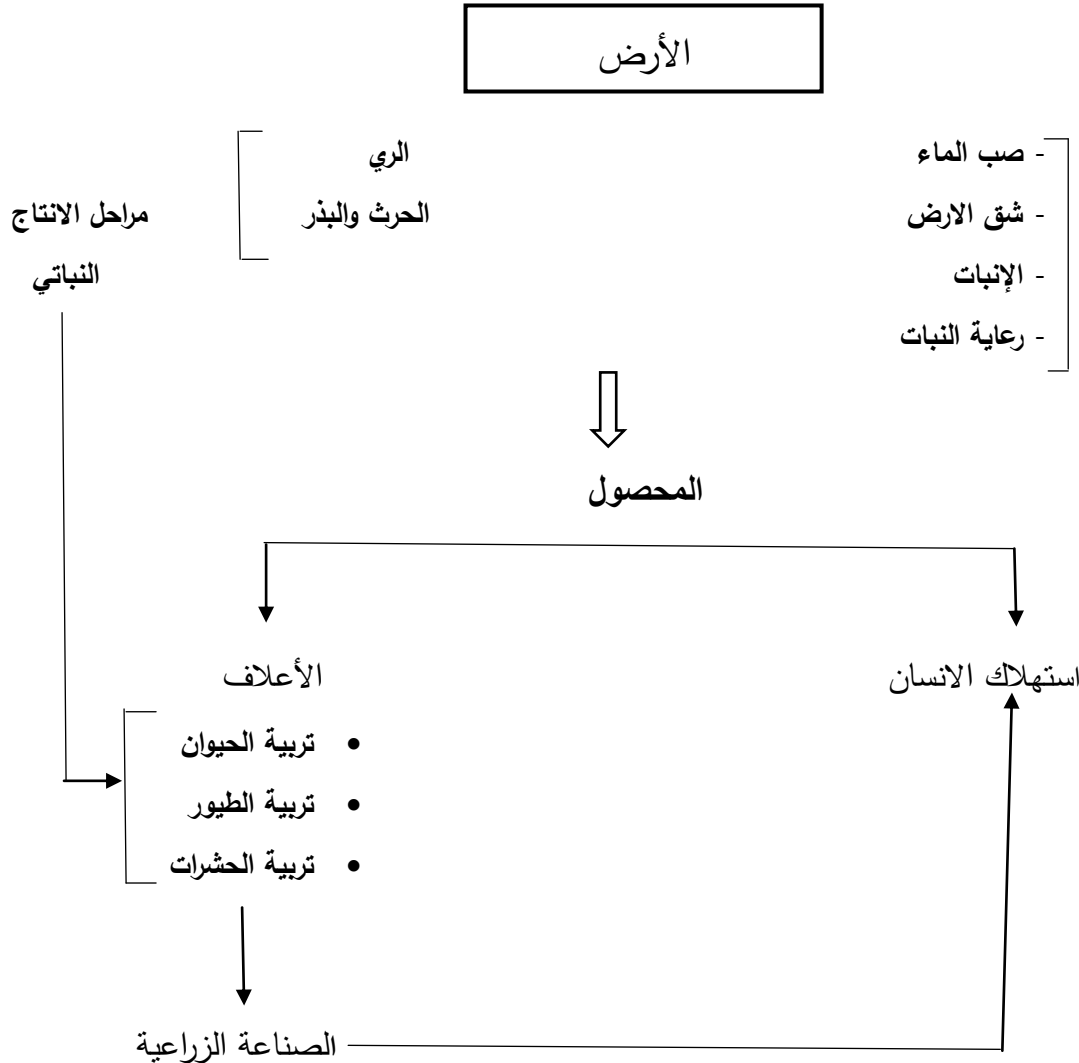 الأرض
- صب الماء
الري
- شق الارض
الحرث والبذر
مراحل الانتاج
- الإنبات
النباتي
- رعاية النبات
المحصول
استهلاك الانسان
الأعلاف
• تربية الحيوان
• تربية الطيور
• تربية الحشرات
الصناعة الزراعية